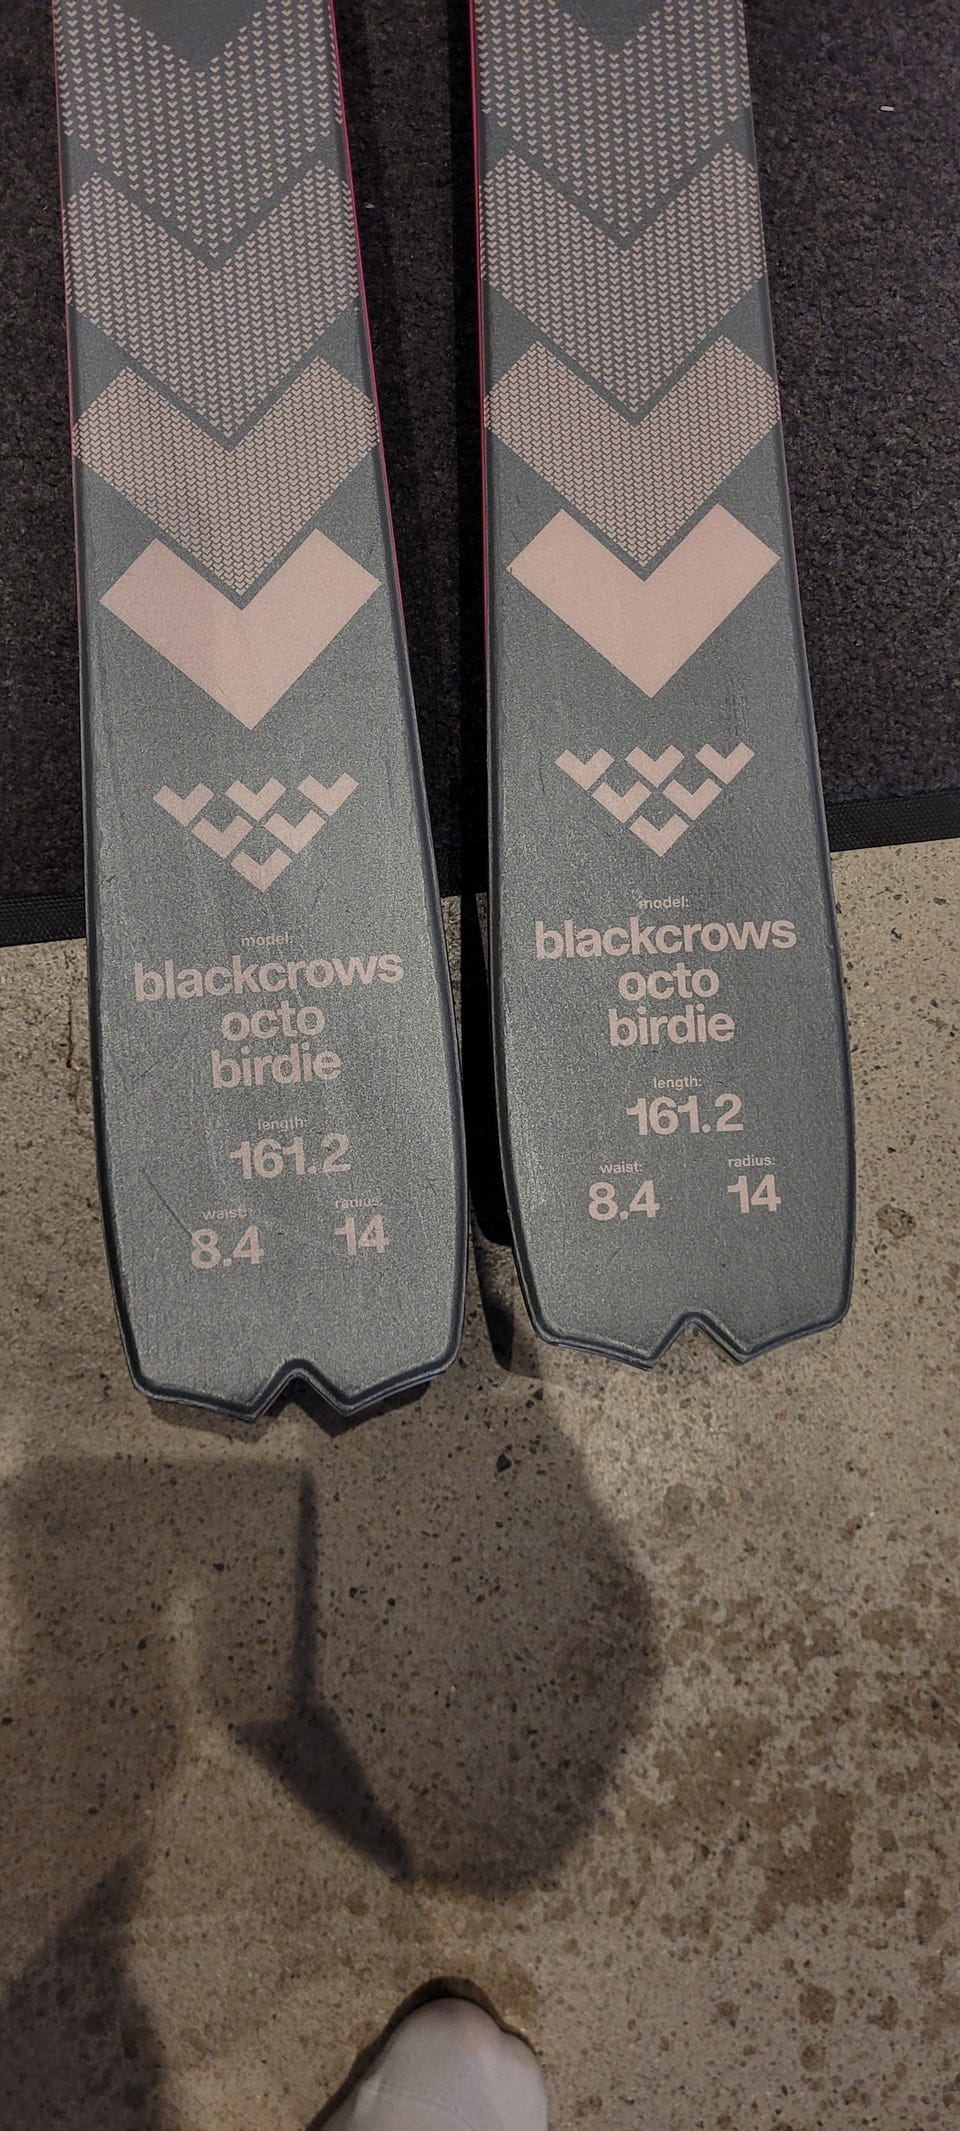 model:
blackcrows
octo
birdie
length:
161.2
waist: radius:
8.4 14
model:
blackcrows
octo
birdie
length:
161.2
waist: radius:
8.4 14